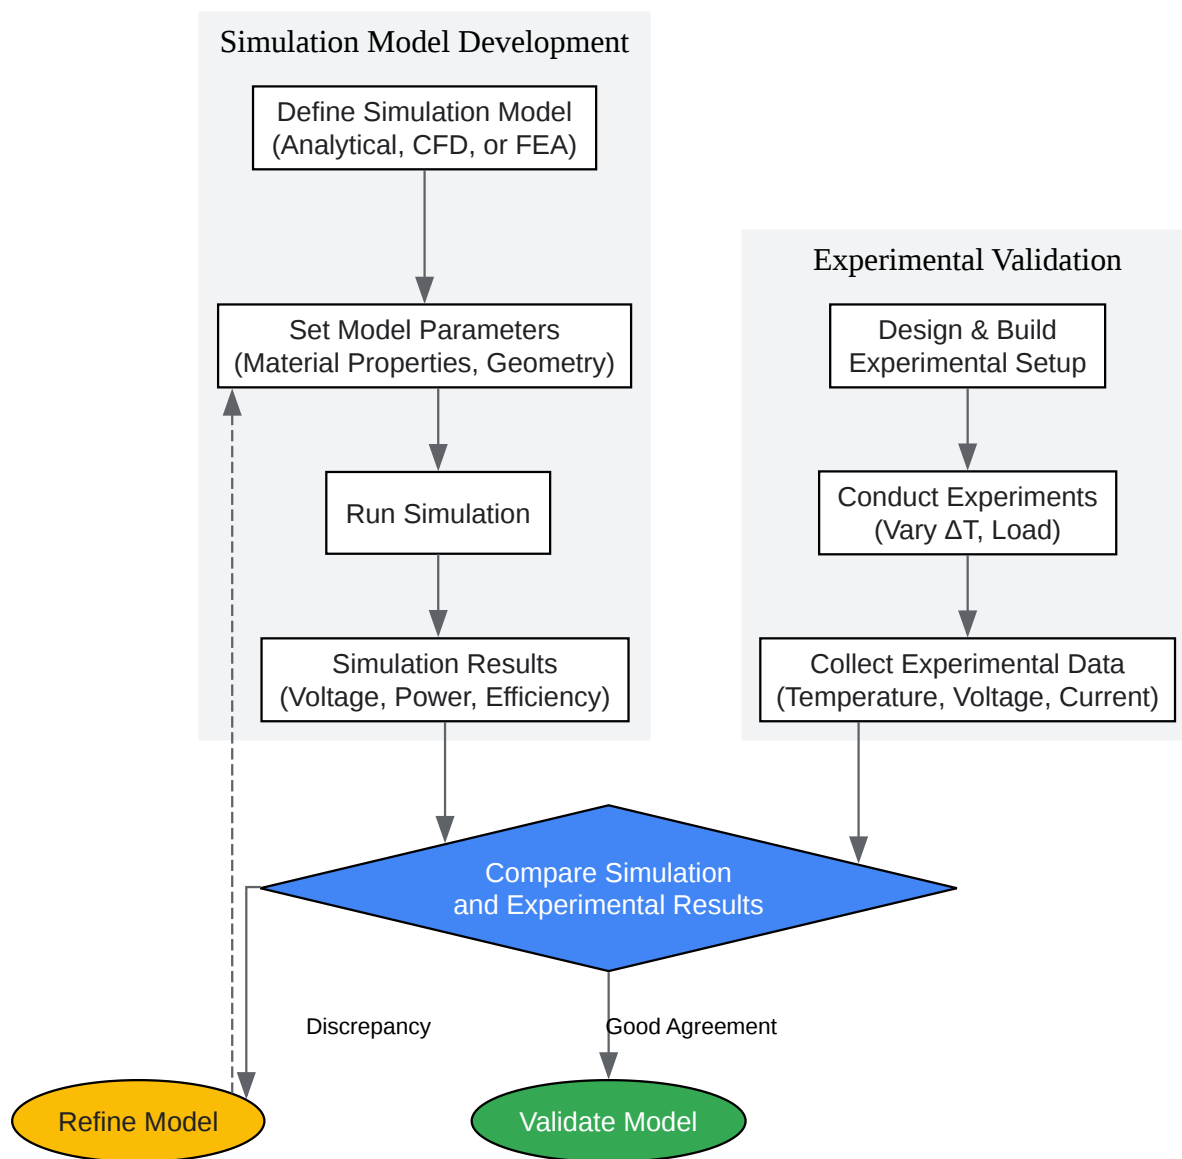 Simulation Model Development
Define Simulation Model
(Analytical, CFD, or FEA)
Set Model Parameters
(Material Properties, Geometry)
Run Simulation
Simulation Results
(Voltage, Power, Efficiency)
Experimental Validation
Design & Build
Experimental Setup
Conduct Experiments
(Vary ΔT, Load)
Collect Experimental Data
(Temperature, Voltage, Current)
Compare Simulation
and Experimental Results
Discrepancy
Good Agreement
Refine Model
Validate Model